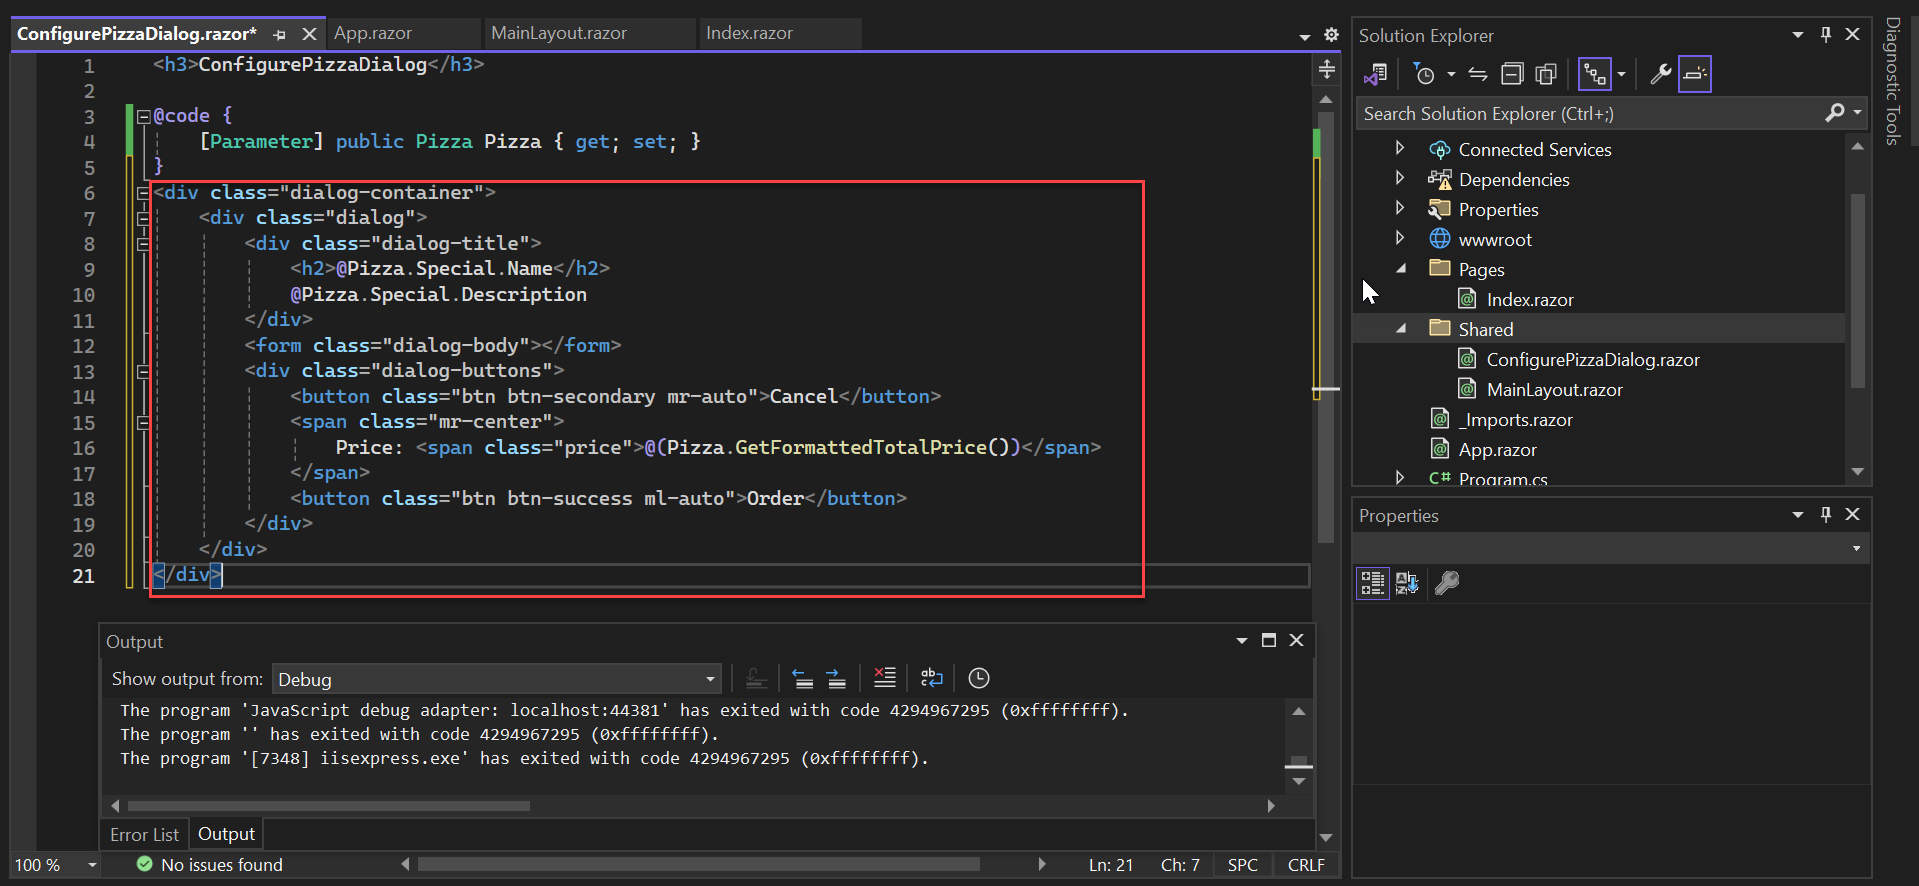 ConfigurePizzaDialog.razor*
App.razor
MainLayout.razor
Index.razor
1 <h3>ConfigurePizzaDialog</h3>
2
3 @code {
4 [Parameter] public Pizza Pizza { get; set; }
5 }
6 <div class="dialog-container">
7 <div class="dialog">
8 <div class="dialog-title">
9 <h2>@Pizza.Special.Name</h2>
10 @Pizza.Special.Description
11 </div>
12 <form class="dialog-body"></form>
13 <div class="dialog-buttons">
14 <button class="btn btn-secondary mr-auto">Cancel</button>
15 <span class="mr-center">
16 Price: <span class="price">@(Pizza.GetFormattedTotalPrice())</span>
17 </span>
18 <button class="btn btn-success ml-auto">Order</button>
19 </div>
20 </div>
21 </div>
Output
Show output from: Debug
The program 'JavaScript debug adapter: localhost:44381' has exited with code 4294967295 (0xffffffff).
The program '' has exited with code 4294967295 (0xffffffff).
The program '[7348] iisexpress.exe' has exited with code 4294967295 (0xffffffff).
Error List
Output
100 %
No issues found
Ln: 21
Ch: 7
SPC
CRLF
Solution Explorer
Search Solution Explorer (Ctrl+;)
Connected Services
Dependencies
Properties
wwwroot
Pages
Index.razor
Shared
ConfigurePizzaDialog.razor
MainLayout.razor
_Imports.razor
App.razor
C# Program.cs
Properties
Diagnostic Tools